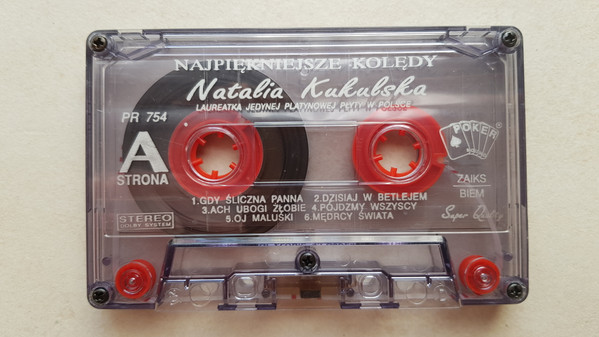 NAJPIĘKNIEJSZE KOLĘDY
Natalia Kukulska
LAUREATKA JEDYNEJ PLATYNOWEJ PŁYTY W POLSCE
PR 754
A
STRONA
POKER
ZAIKS
BIEM
1.GDY ŚLICZNA PANNA 2.DZISIAJ W BETLEJEM
3.ACH UBOGI ŻŁOBIE 4.PÓJDZMY WSZYSCY
5.OJ MALUŚKI 6.MĘDRCY ŚWIATA
STEREO
DOLBY SYSTEM
Super Quality